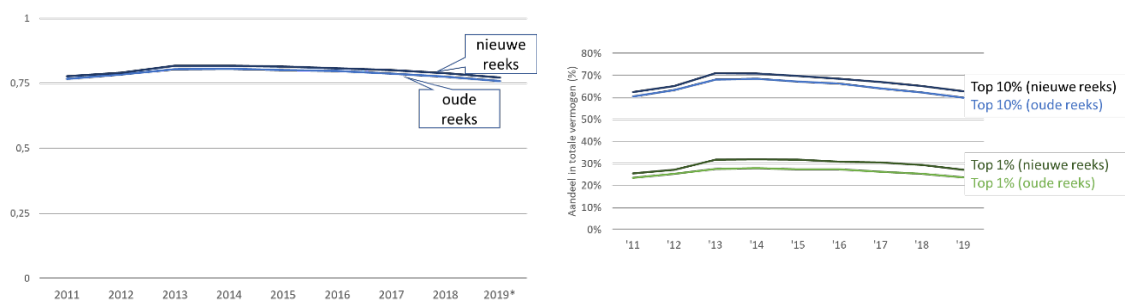 1
0,75
0,5
0,25
0
2011 2012 2013 2014 2015 2016 2017 2018 2019*
nieuwe
reeks
oude
reeks
Aandeel in totale vermogen (%)
80%
70%
60%
50%
40%
30%
20%
10%
0%
'11 '12 '13 '14 '15 '16 '17 '18 '19
Top 10% (nieuwe reeks)
Top 10% (oude reeks)
Top 1% (nieuwe reeks)
Top 1% (oude reeks)